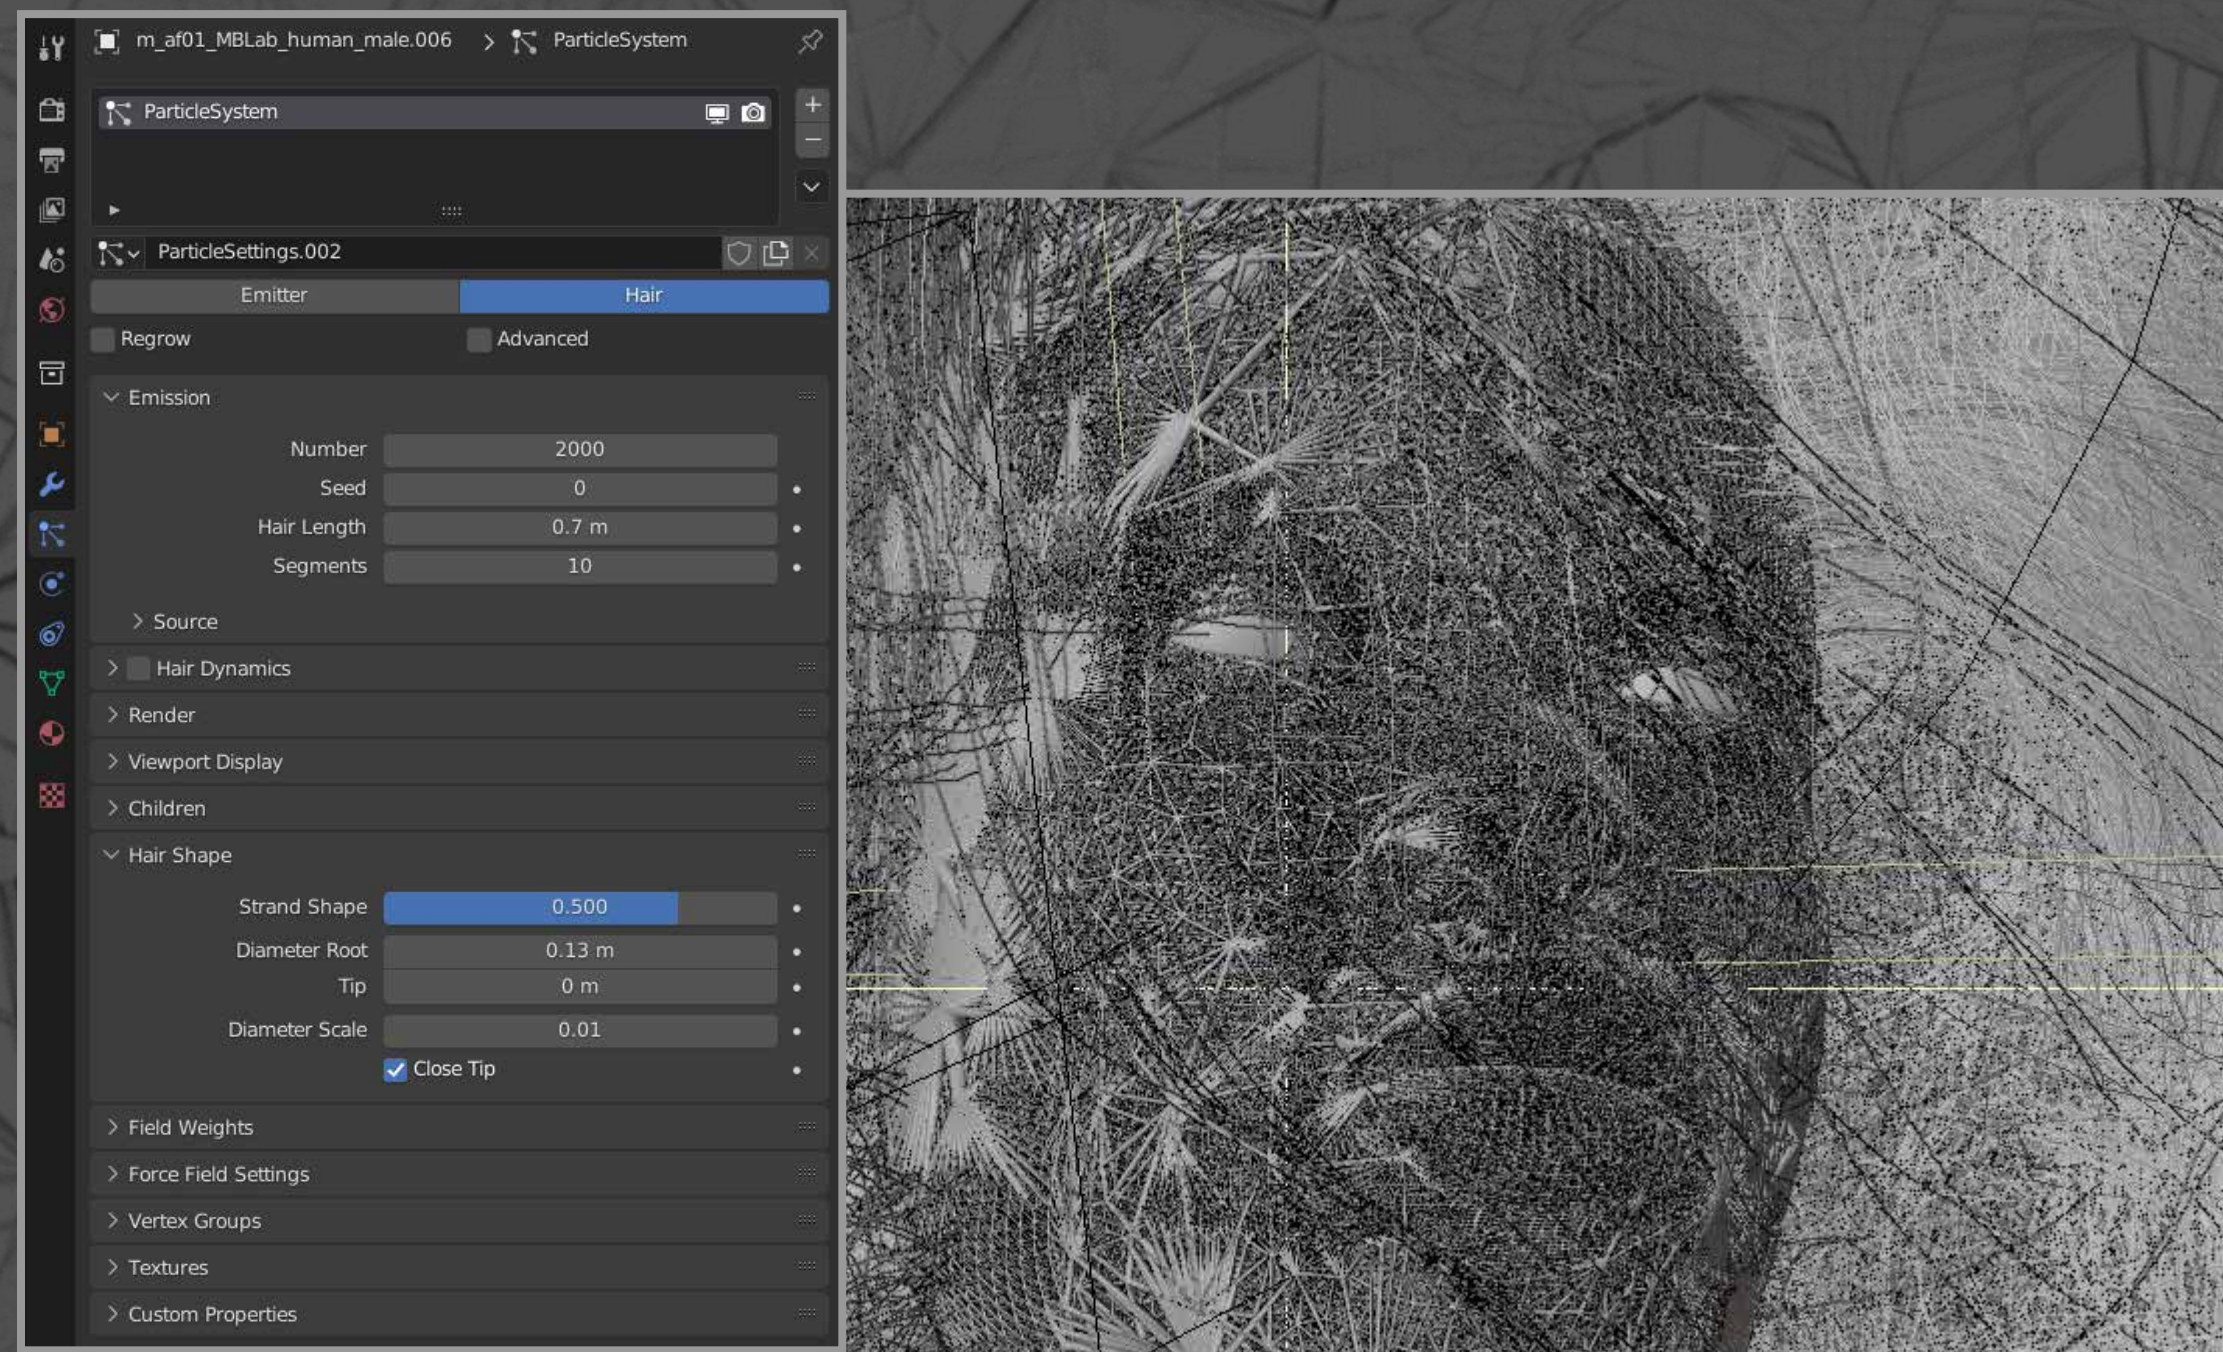 m_af01_MBLab_human_male.006 > ParticleSystem
ParticleSystem
ParticleSettings.002
Emitter Hair
Regrow Advanced
Emission
Number 2000
Seed 0
Hair Length 0.7 m
Segments 10
Source
Hair Dynamics
Render
Viewport Display
Children
Hair Shape
Strand Shape 0.500
Diameter Root 0.13 m
Tip 0 m
Diameter Scale 0.01
Close Tip
Field Weights
Force Field Settings
Vertex Groups
Textures
Custom Properties